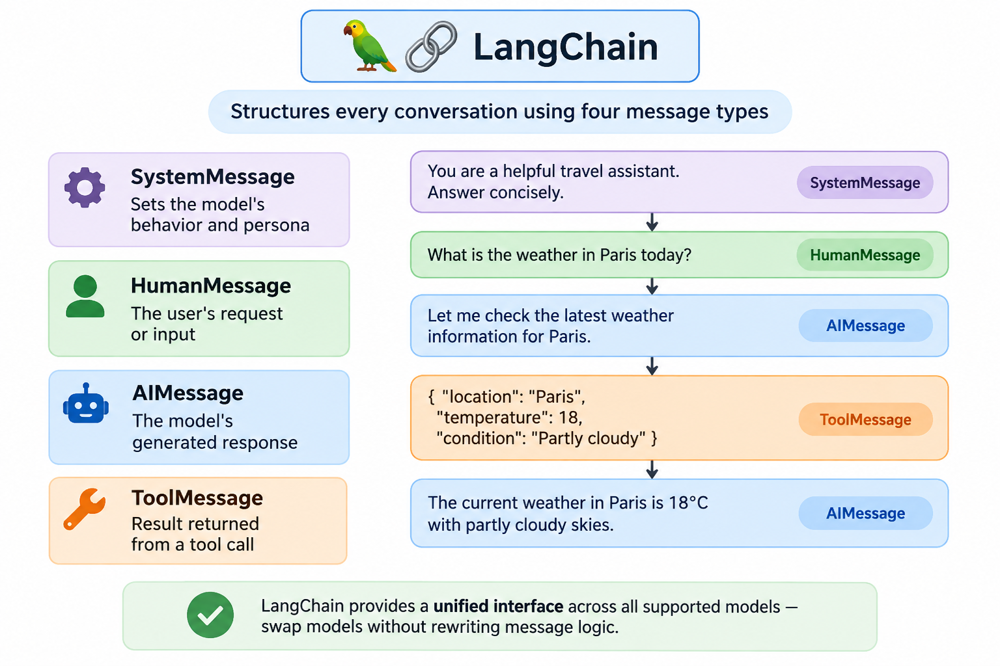 LangChain
Structures every conversation using four message types
SystemMessage
Sets the model's
behavior and persona
HumanMessage
The user's request
or input
AIMessage
The model's
generated response
ToolMessage
Result returned
from a tool call
You are a helpful travel assistant.
Answer concisely.
SystemMessage
What is the weather in Paris today?
HumanMessage
Let me check the latest weather
information for Paris.
AIMessage
{ "location": "Paris",
"temperature": 18,
"condition": "Partly cloudy" }
ToolMessage
The current weather in Paris is 18°C
with partly cloudy skies.
AIMessage
LangChain provides a unified interface across all supported models —
swap models without rewriting message logic.